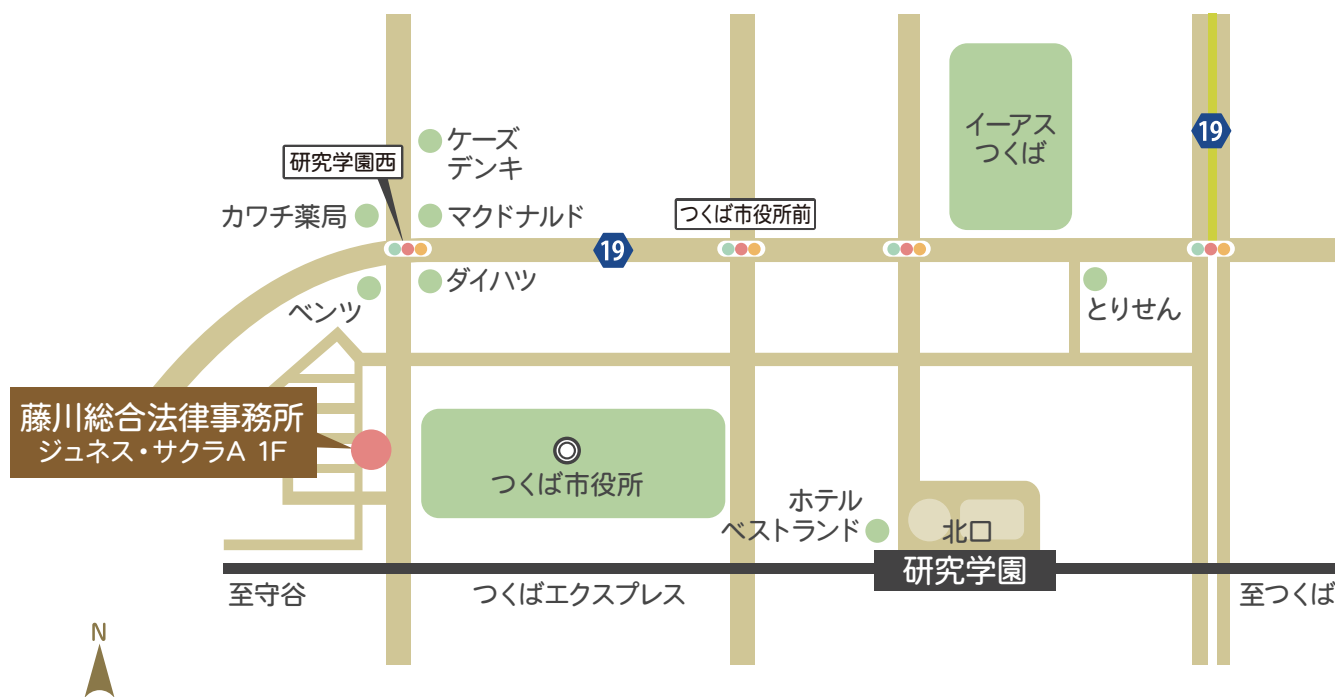 ケーズ
デンキ
研究学園西
カワチ薬局
マクドナルド
つくば市役所前
イーアス
つくば
19
19
ダイハツ
ベンツ
とりせん
藤川総合法律事務所
ジュネス・サクラA 1F
つくば市役所
ホテル
ベストランド
北口
研究学園
至守谷
つくばエクスプレス
至つくば
N